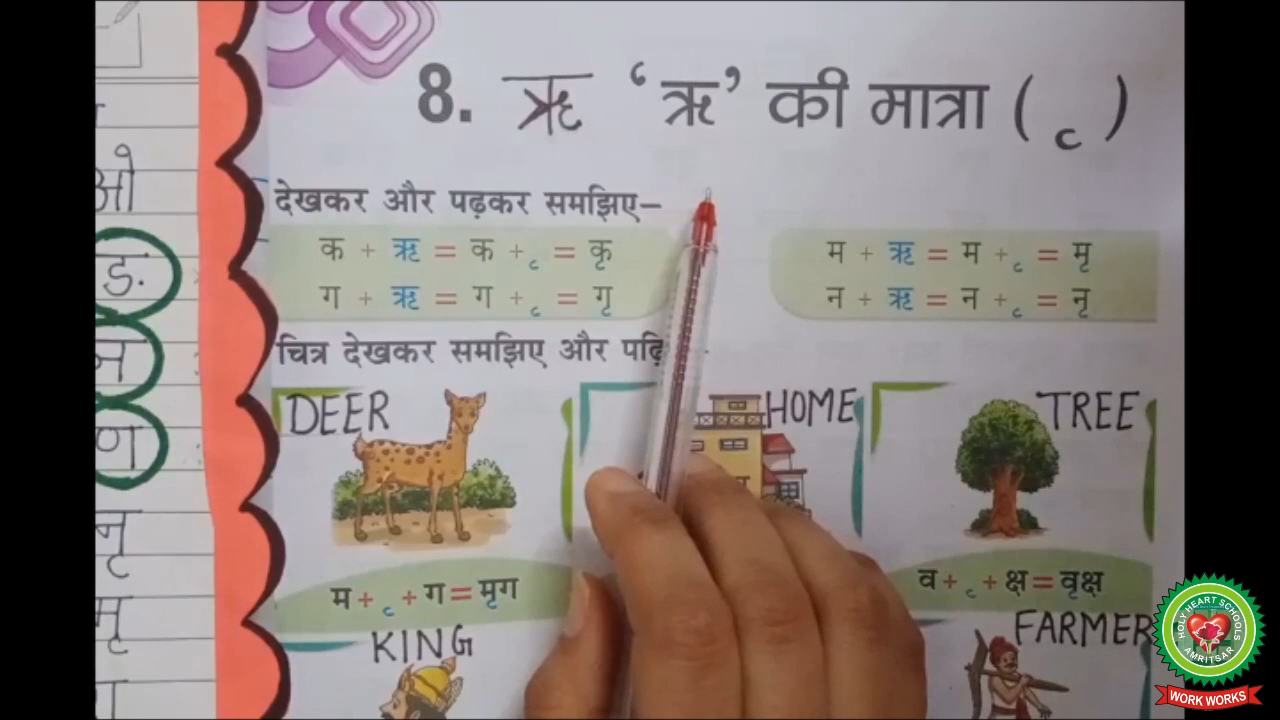 8. ऋ ‘ऋ’ की मात्रा ( ृ )
देखकर और पढ़कर समझिए–
क + ऋ = क + ृ = कृ
म + ऋ = म + ृ = मृ
ग + ऋ = ग + ृ = गृ
न + ऋ = न + ृ = नृ
चित्र देखकर समझिए और
DEER
HOME
TREE
म + ृ + ग = मृग
व + ृ + क्ष = वृक्ष
KING
FARMER
ओ
ङ
ण
नृ
मृ
HOLY HEART SCHOOLS
AMRITSAR
WORK WORKS